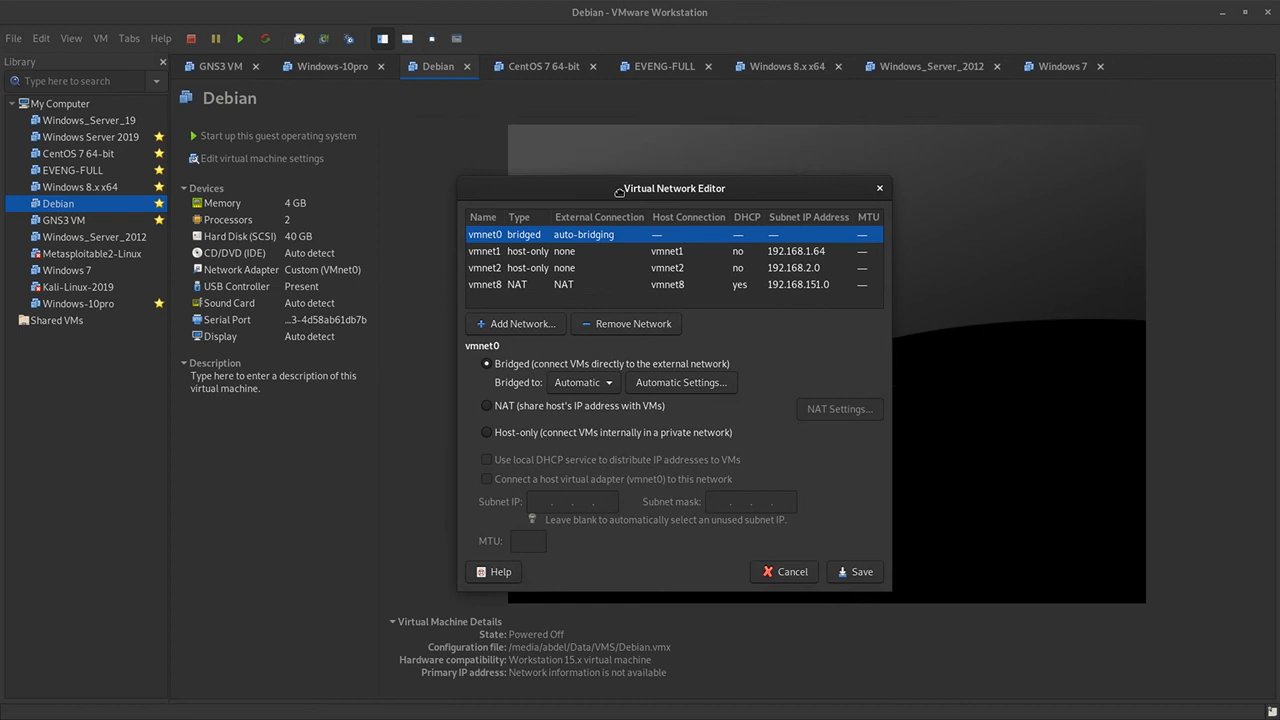 Debian - VMware Workstation
File Edit View VM Tabs Help
Library
Type here to search
My Computer
Windows_Server_19
Windows Server 2019
CentOS 7 64-bit
EVENG-FULL
Windows 8.x x64
Debian
GNS3 VM
Windows_Server_2012
Metasploitable2-Linux
Windows 7
Kali-Linux-2019
Windows-10pro
Shared VMs
GNS3 VM Windows-10pro Debian CentOS 7 64-bit EVENG-FULL Windows 8.x x64 Windows_Server_2012 Windows 7
Debian
Start up this guest operating system
Edit virtual machine settings
Devices
Memory 4 GB
Processors 2
Hard Disk (SCSI) 40 GB
CD/DVD (IDE) Auto detect
Network Adapter Custom (VMnet0)
USB Controller Present
Sound Card Auto detect
Serial Port ...3-4d58ab61db7b
Display Auto detect
Description
Type here to enter a description of this
virtual machine.
Virtual Network Editor
Name Type External Connection Host Connection DHCP Subnet IP Address MTU
vmnet0 bridged auto-bridging — — — —
vmnet1 host-only none vmnet1 no 192.168.1.64 —
vmnet2 host-only none vmnet2 no 192.168.2.0 —
vmnet8 NAT NAT vmnet8 yes 192.168.151.0 —
Add Network... Remove Network
vmnet0
Bridged (connect VMs directly to the external network)
Bridged to: Automatic Automatic Settings...
NAT (share host's IP address with VMs) NAT Settings...
Host-only (connect VMs internally in a private network)
Use local DHCP service to distribute IP addresses to VMs
Connect a host virtual adapter (vmnet0) to this network
Subnet IP: . . . Subnet mask: . . .
Leave blank to automatically select an unused subnet IP.
MTU:
Help Cancel Save
Virtual Machine Details
State: Powered Off
Configuration file: /media/abdel/Data/VMS/Debian.vmx
Hardware compatibility: Workstation 15.x virtual machine
Primary IP address: Network information is not available